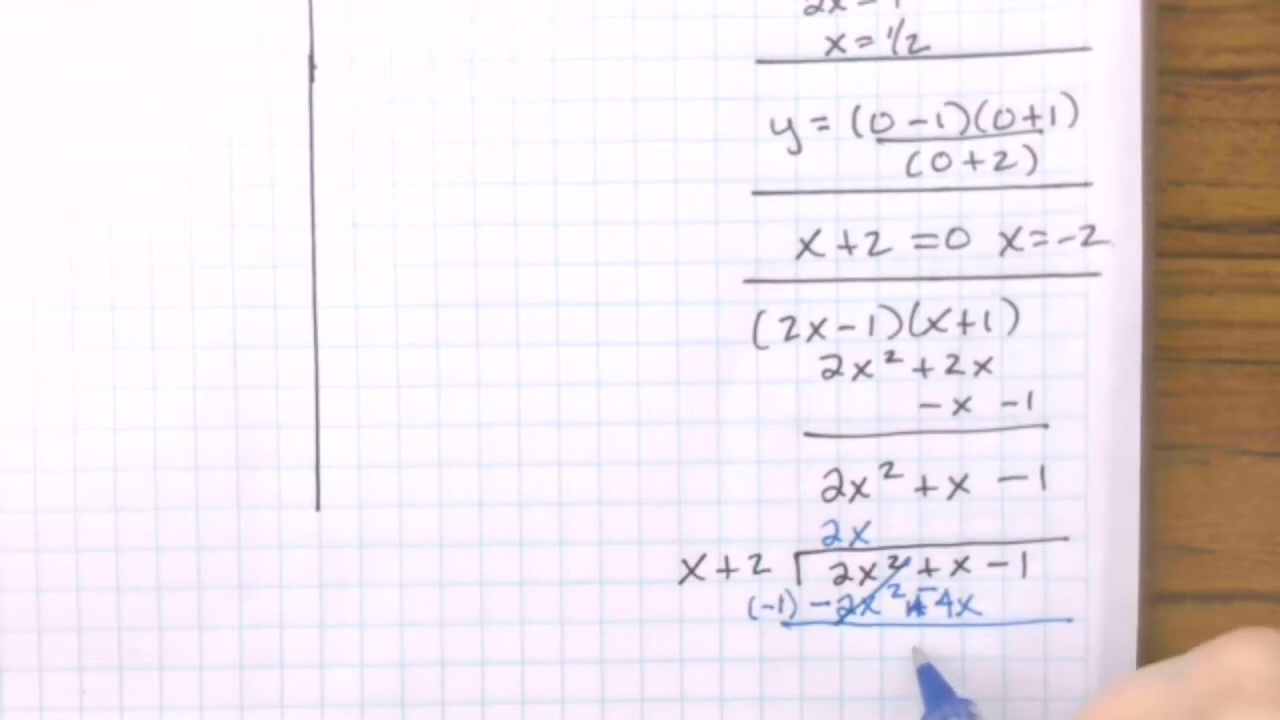 x = 1/2
y = (0-1)(0+1)
(0+2)
x+2 =0 x=-2
(2x-1)(x+1)
2x² + 2x
-x -1
2x² + x -1
2x
x+2 2x² + x - 1
(-1) -2x² - 4x